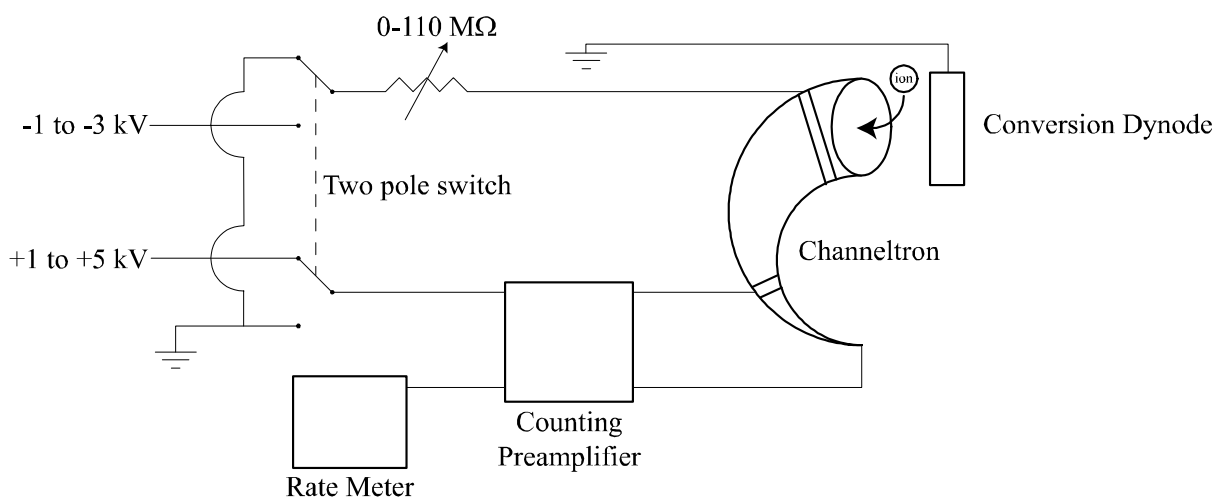 0-110 MΩ
ion
-1 to -3 kV
Conversion Dynode
Two pole switch
+1 to +5 kV
Channeltron
Counting
Preamplifier
Rate Meter